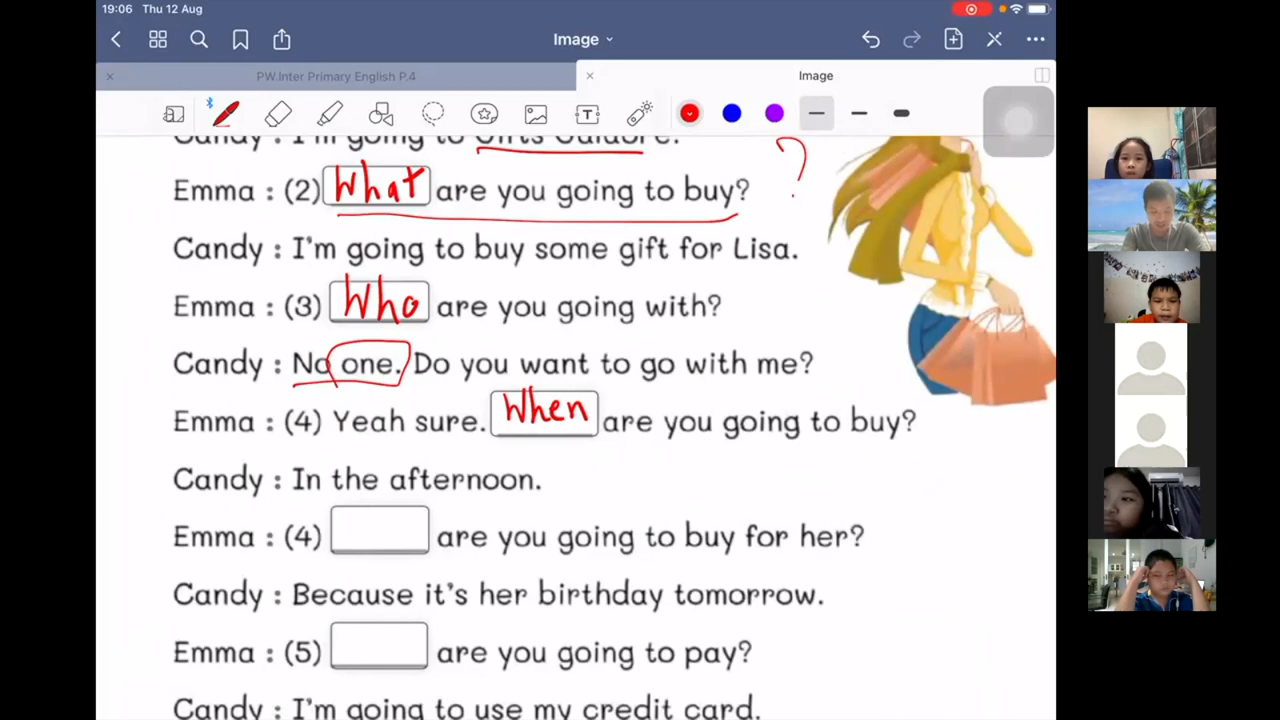 19:06 Thu 12 Aug
Image
PW.Inter Primary English P.4
Image
Candy : I'm going to Gifts Galore.
Emma : (2) What are you going to buy? ?
Candy : I'm going to buy some gift for Lisa.
Emma : (3) Who are you going with?
Candy : No one. Do you want to go with me?
Emma : (4) Yeah sure. When are you going to buy?
Candy : In the afternoon.
Emma : (4) are you going to buy for her?
Candy : Because it's her birthday tomorrow.
Emma : (5) are you going to pay?
Candy : I'm going to use my credit card.